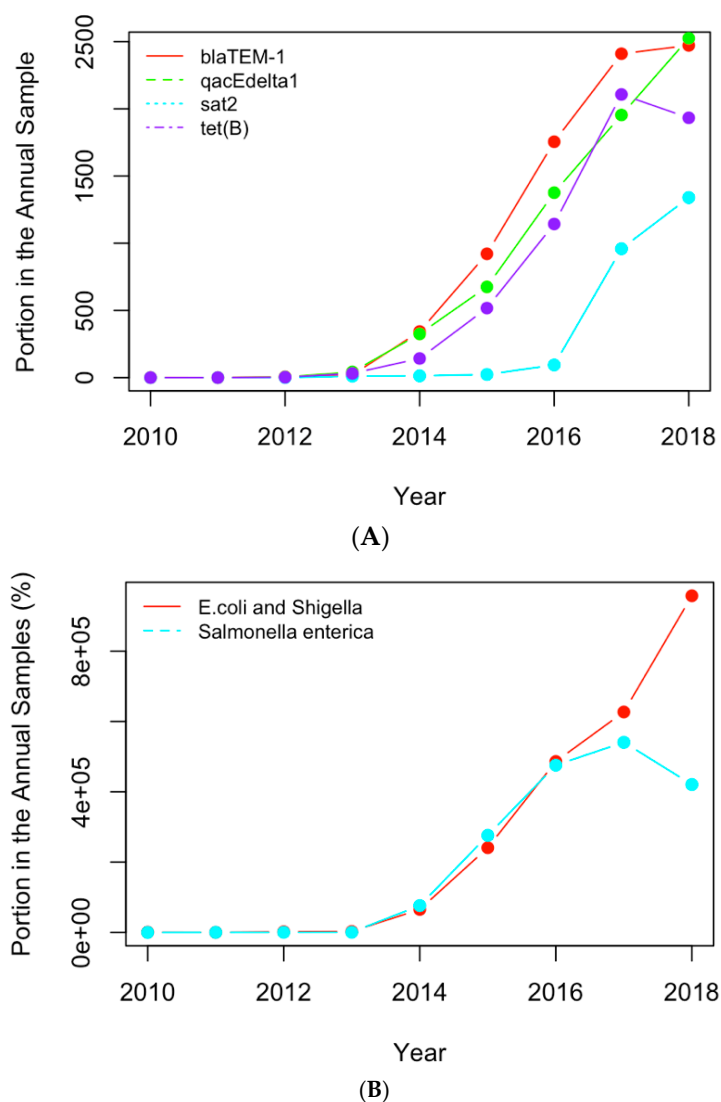 Portion in the Annual Sample
2500
1500
500
0
blaTEM-1
qacEdelta1
sat2
tet(B)
2010 2012 2014 2016 2018
Year
(A)
Portion in the Annual Samples (%)
8e+05
4e+05
0e+00
E.coli and Shigella
Salmonella enterica
2010 2012 2014 2016 2018
Year
(B)